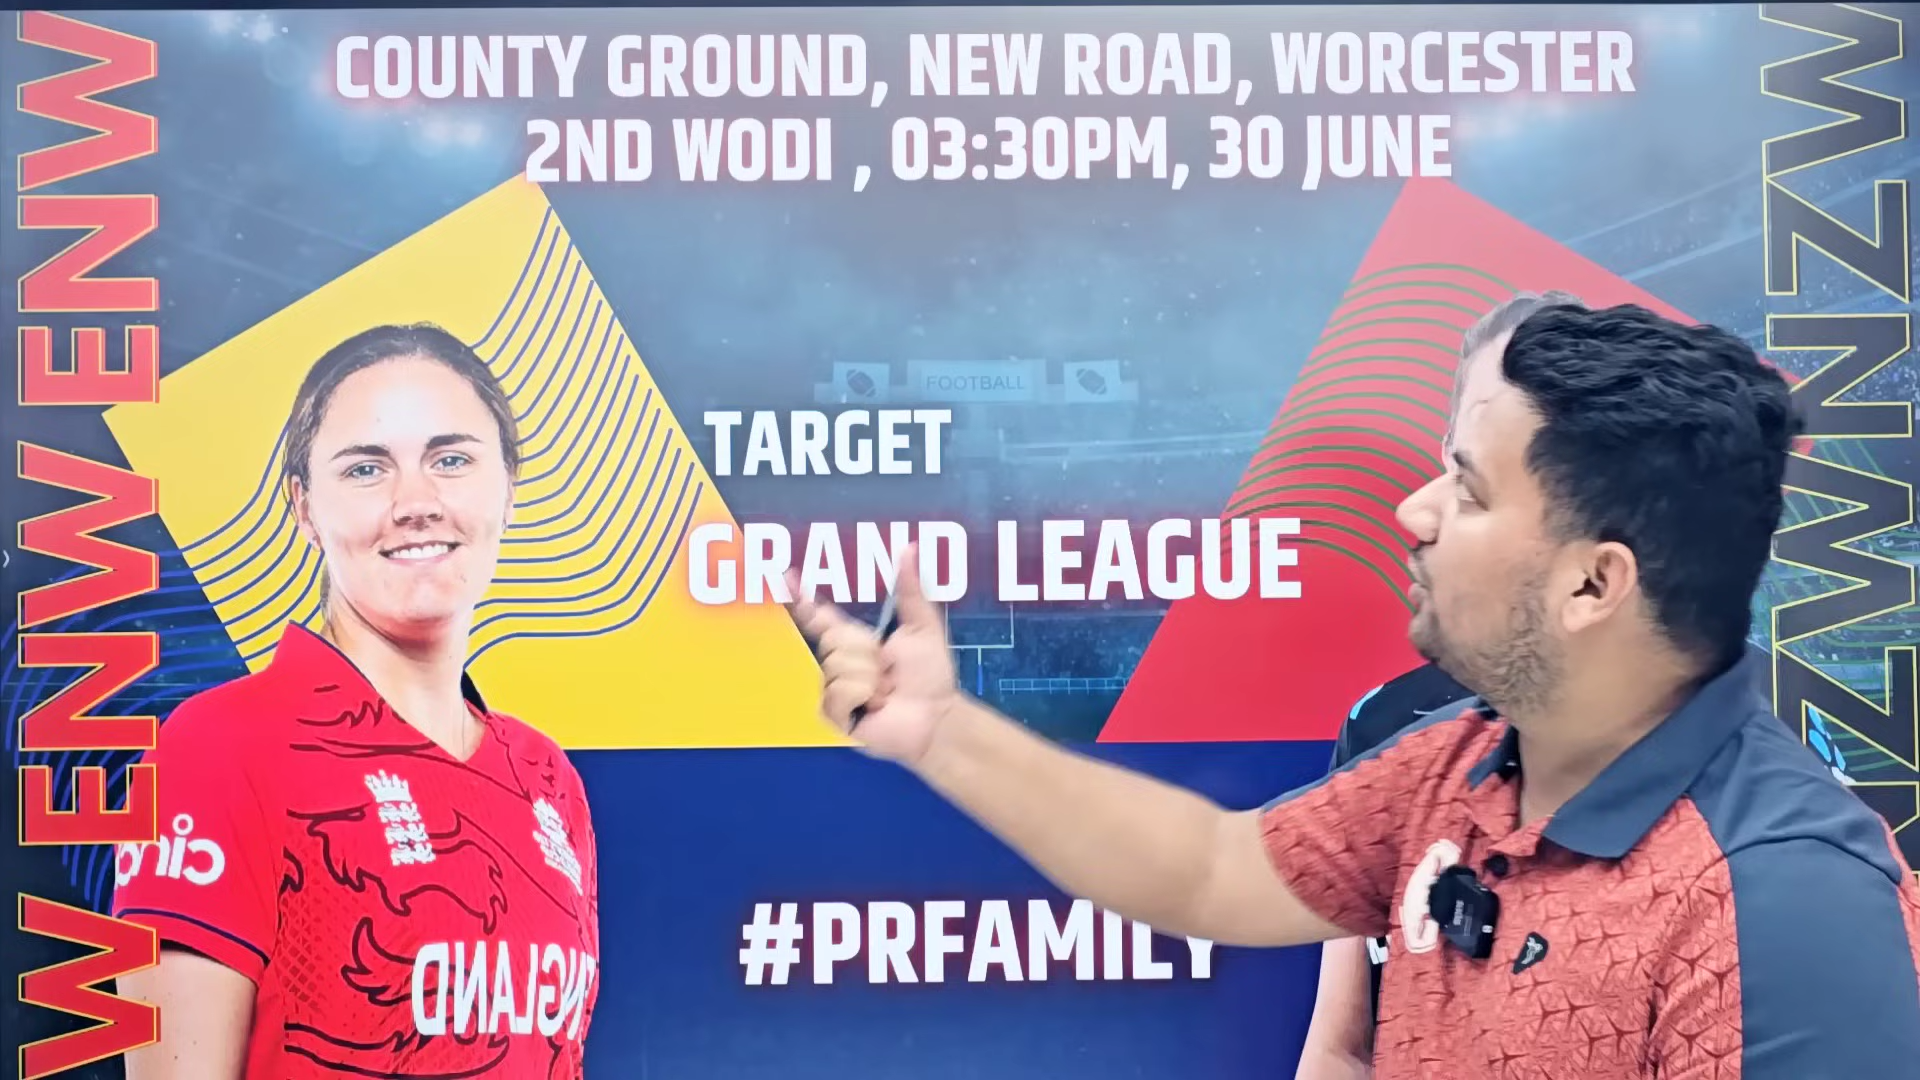 COUNTY GROUND, NEW ROAD, WORCESTER
2ND WODI , 03:30PM, 30 JUNE
FOOTBALL
TARGET
GRAND LEAGUE
#PRFAMILY
ENW
ENW
W
NZW
NZW
ENGLAND
cinch